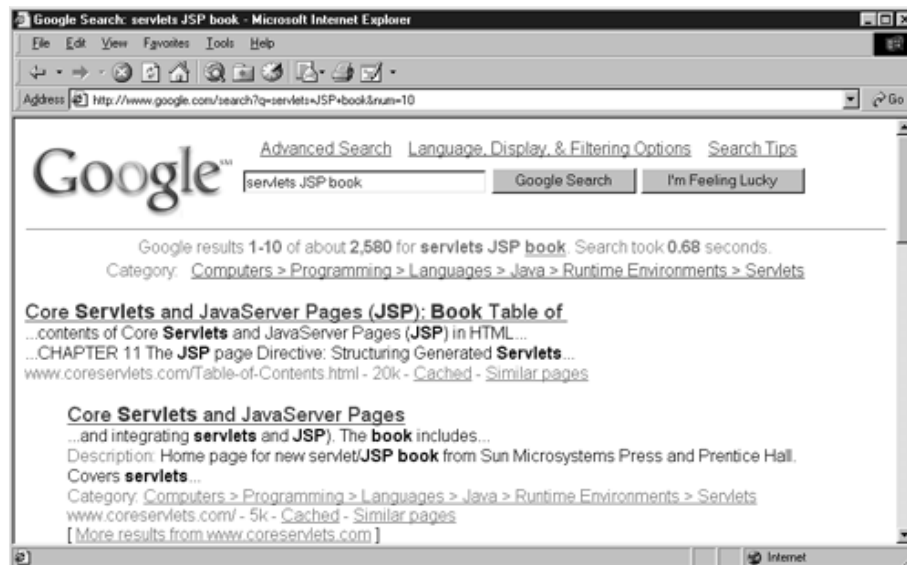 Google Search: servlets JSP book - Microsoft Internet Explorer
File Edit View Favorites Tools Help
Address http://www.google.com/search?q=servlets+JSP+book&num=10 Go
Advanced Search Language, Display, & Filtering Options Search Tips
Google SM servlets JSP book Google Search I'm Feeling Lucky
Google results 1-10 of about 2,580 for servlets JSP book. Search took 0.68 seconds.
Category: Computers > Programming > Languages > Java > Runtime Environments > Servlets
Core Servlets and JavaServer Pages (JSP): Book Table of
...contents of Core Servlets and JavaServer Pages (JSP) in HTML...
...CHAPTER 11 The JSP page Directive: Structuring Generated Servlets...
www.coreservlets.com/Table-of-Contents.html - 20k - Cached - Similar pages
Core Servlets and JavaServer Pages
...and integrating servlets and JSP). The book includes...
Description: Home page for new servlet/JSP book from Sun Microsystems Press and Prentice Hall.
Covers servlets...
Category: Computers > Programming > Languages > Java > Runtime Environments > Servlets
www.coreservlets.com/ - 5k - Cached - Similar pages
[ More results from www.coreservlets.com ]
Internet